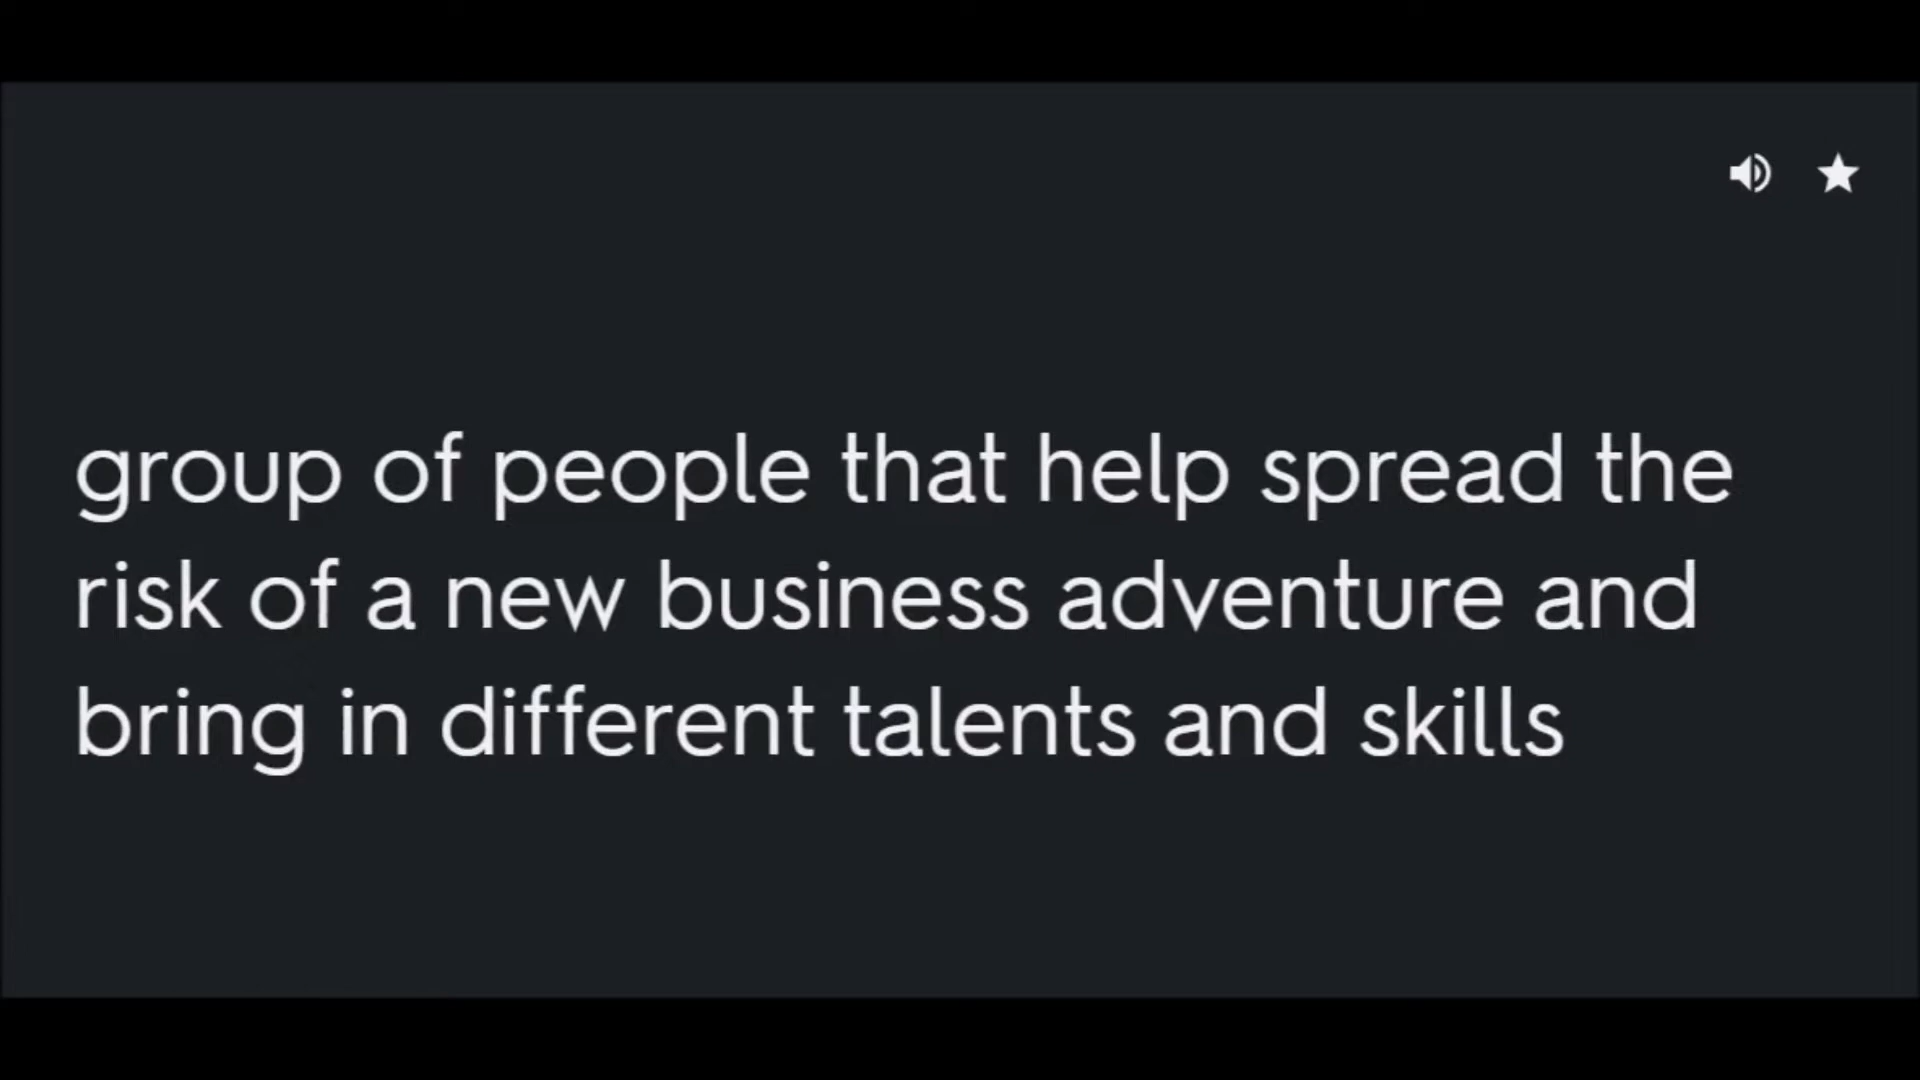 group of people that help spread the
risk of a new business adventure and
bring in different talents and skills